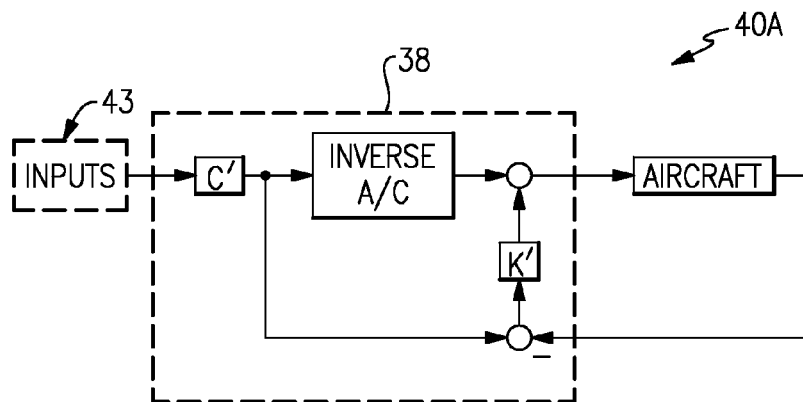 40A
43
38
INPUTS
C'
INVERSE
A/C
AIRCRAFT
K'
−